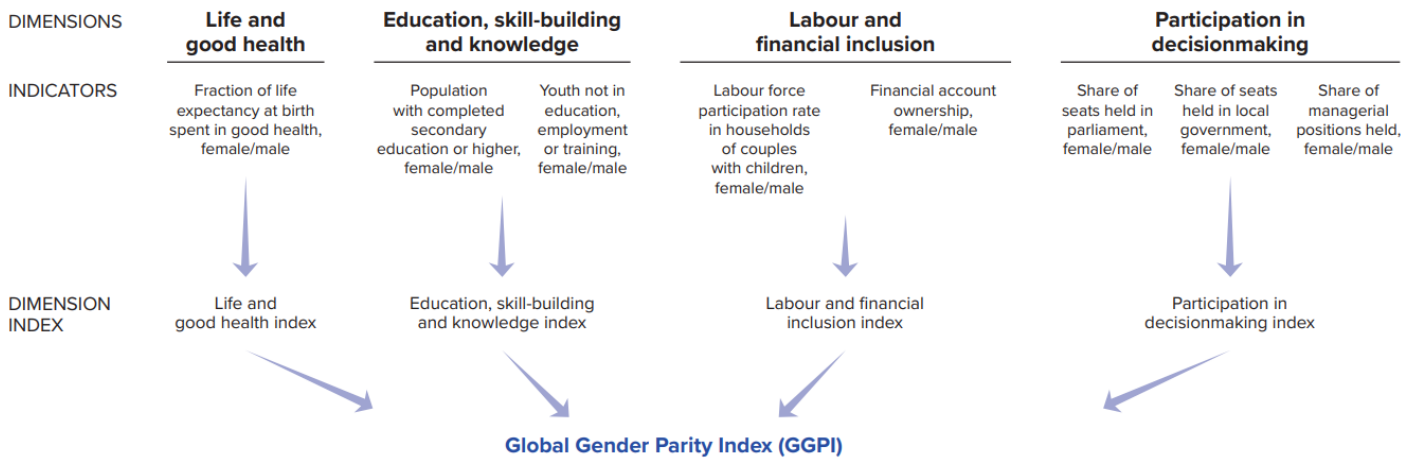 DIMENSIONS
Life and
good health
Education, skill-building
and knowledge
Labour and
financial inclusion
Participation in
decisionmaking
INDICATORS
Fraction of life
expectancy at birth
spent in good health,
female/male
Population
with completed
secondary
education or higher,
female/male
Youth not in
education,
employment
or training,
female/male
Labour force
participation rate
in households
of couples
with children,
female/male
Financial account
ownership,
female/male
Share of
seats held in
parliament,
female/male
Share of seats
held in local
government,
female/male
Share of
managerial
positions held,
female/male
DIMENSION
INDEX
Life and
good health index
Education, skill-building
and knowledge index
Labour and financial
inclusion index
Participation in
decisionmaking index
Global Gender Parity Index (GGPI)